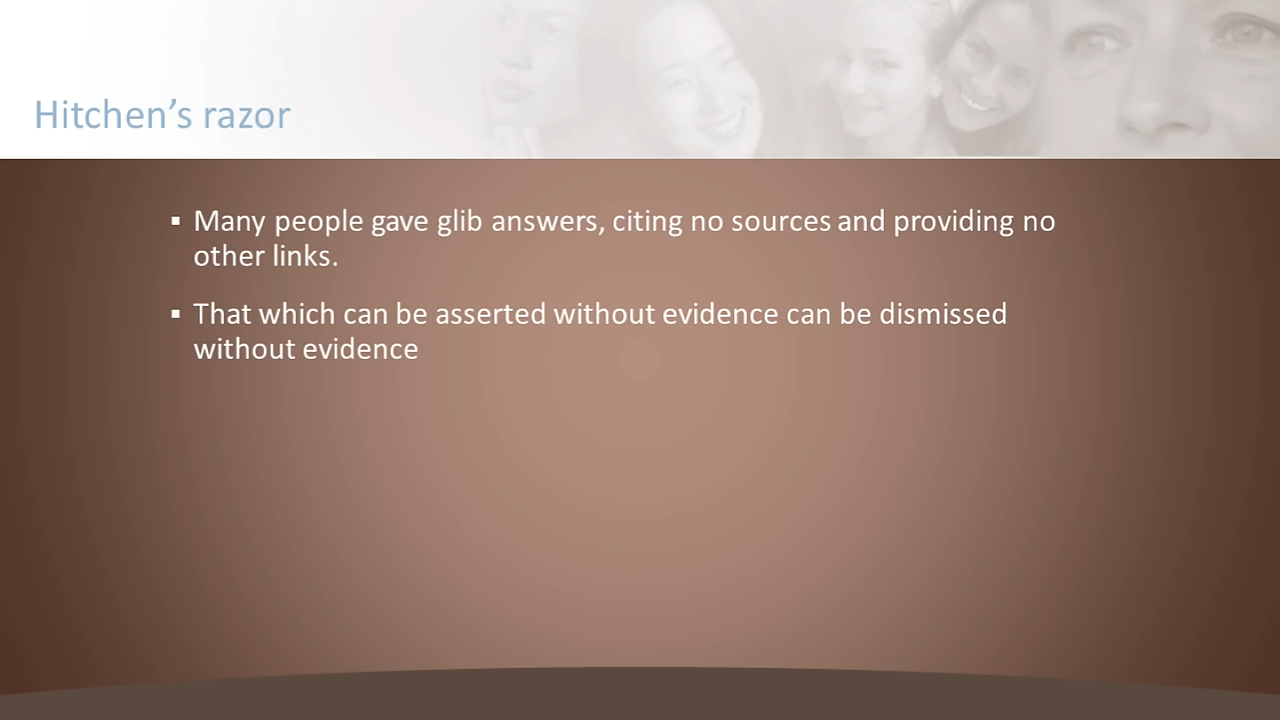 Hitchen’s razor
▪ Many people gave glib answers, citing no sources and providing no
other links.
▪ That which can be asserted without evidence can be dismissed
without evidence